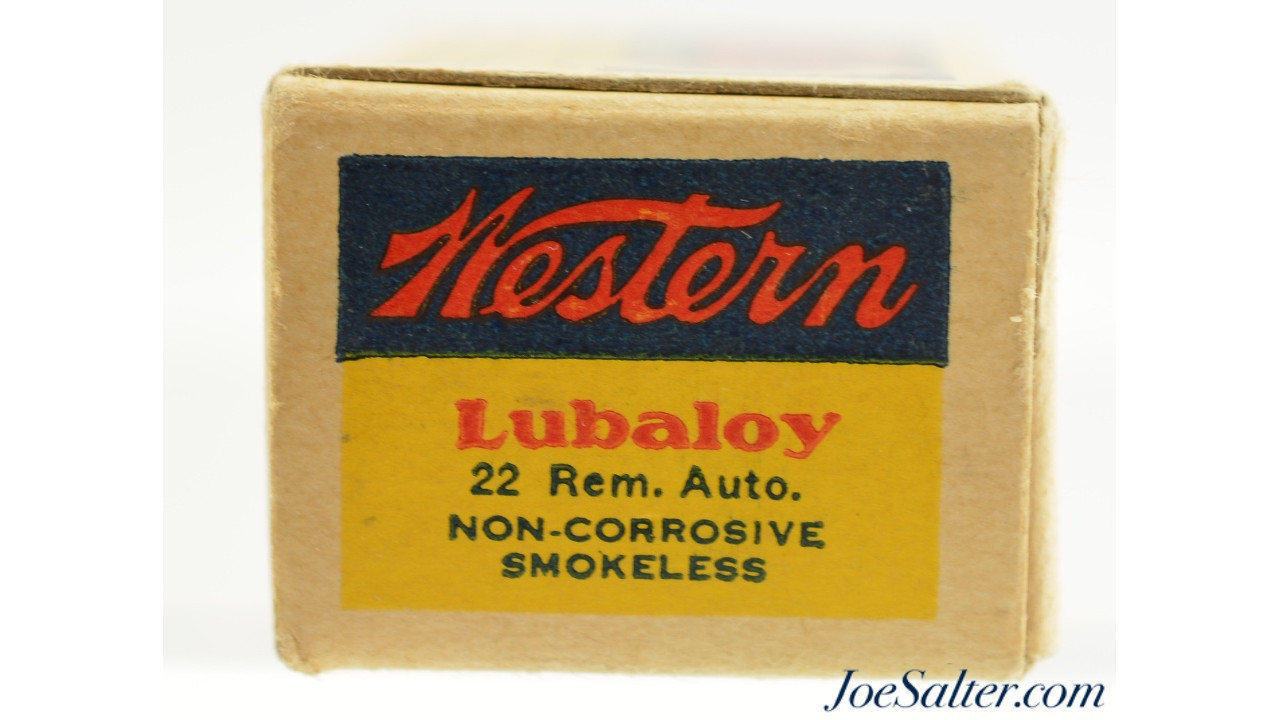 Western
Lubaloy
22 Rem. Auto.
NON-CORROSIVE
SMOKELESS
JoeSalter.com